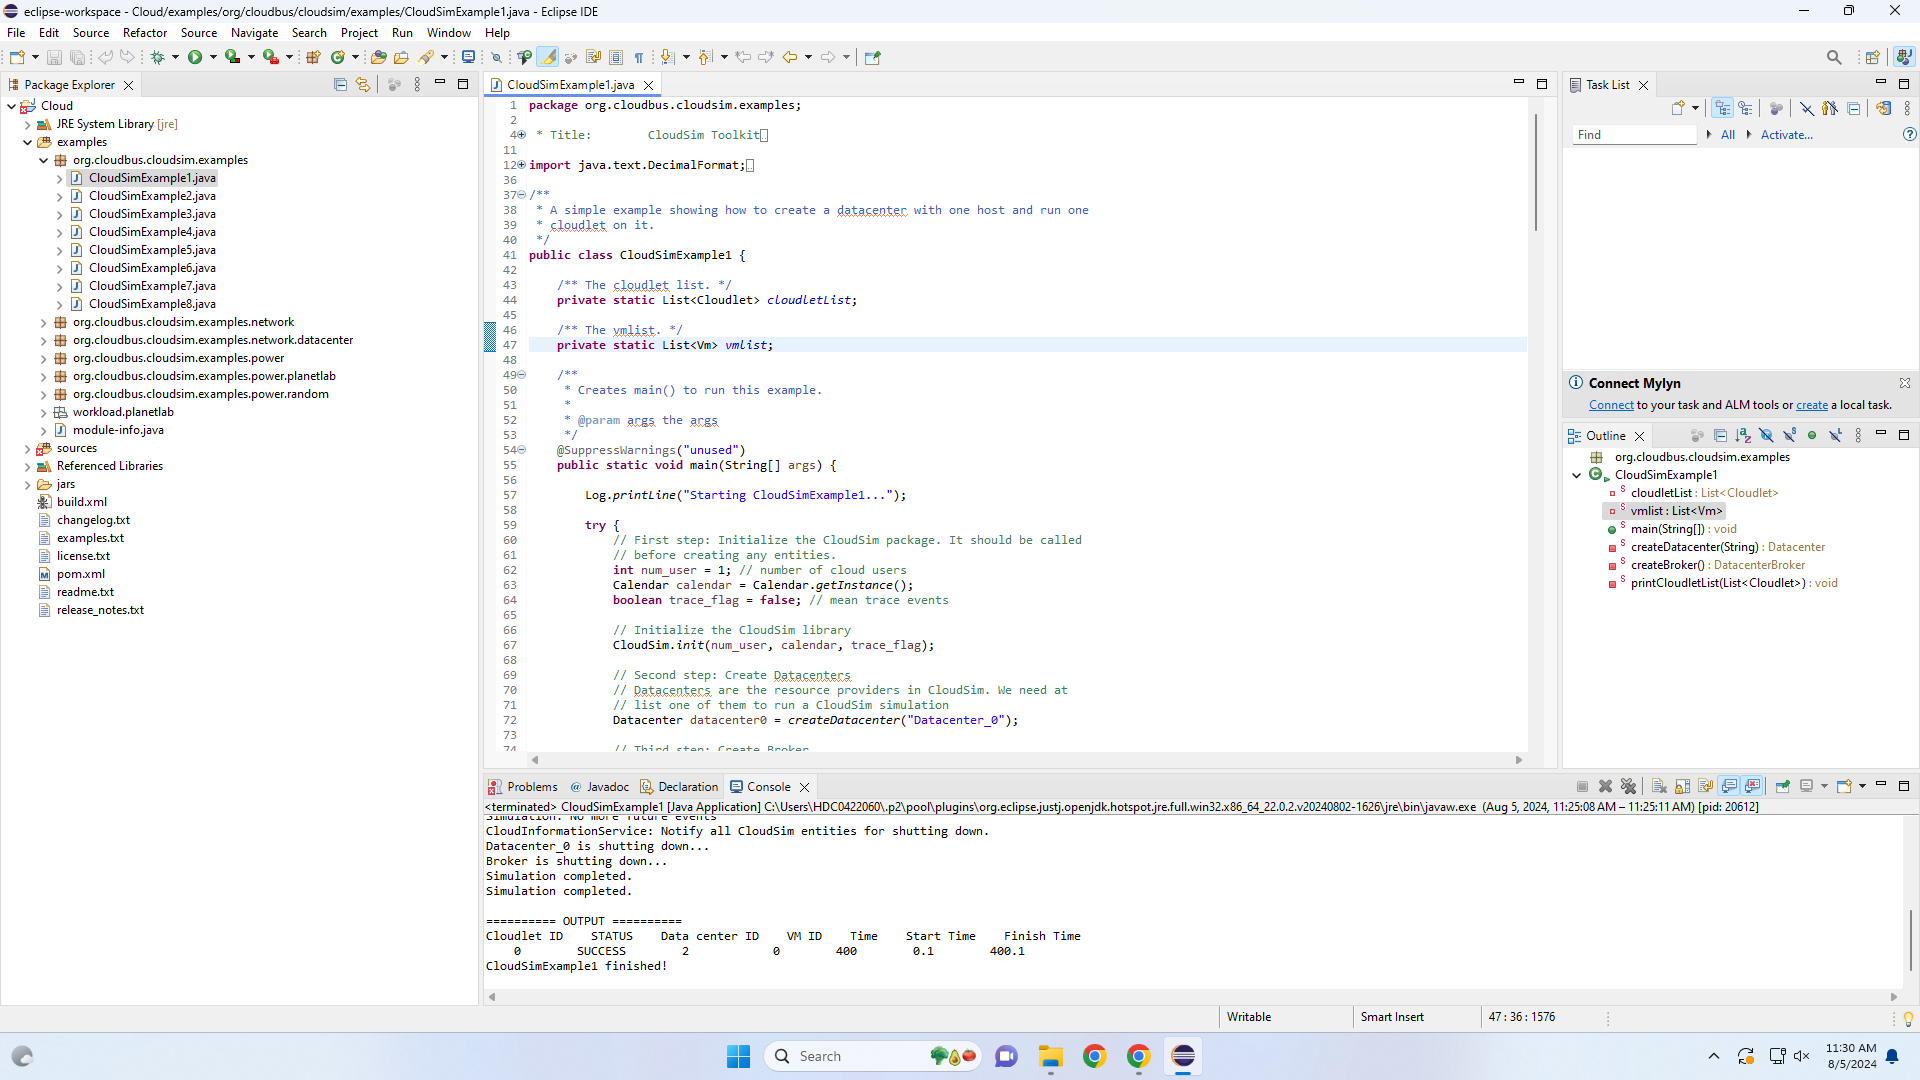 eclipse-workspace - Cloud/examples/org/cloudbus/cloudsim/examples/CloudSimExample1.java - Eclipse IDE
File Edit Source Refactor Source Navigate Search Project Run Window Help
Package Explorer
Cloud
JRE System Library [jre]
examples
org.cloudbus.cloudsim.examples
CloudSimExample1.java
CloudSimExample2.java
CloudSimExample3.java
CloudSimExample4.java
CloudSimExample5.java
CloudSimExample6.java
CloudSimExample7.java
CloudSimExample8.java
org.cloudbus.cloudsim.examples.network
org.cloudbus.cloudsim.examples.network.datacenter
org.cloudbus.cloudsim.examples.power
org.cloudbus.cloudsim.examples.power.planetlab
org.cloudbus.cloudsim.examples.power.random
workload.planetlab
module-info.java
sources
Referenced Libraries
jars
build.xml
changelog.txt
examples.txt
license.txt
pom.xml
readme.txt
release_notes.txt
CloudSimExample1.java
1 package org.cloudbus.cloudsim.examples;
2
4 * Title: CloudSim Toolkit
11
12 import java.text.DecimalFormat;
36
37 /**
38 * A simple example showing how to create a datacenter with one host and run one
39 * cloudlet on it.
40 */
41 public class CloudSimExample1 {
42
43 /** The cloudlet list. */
44 private static List<Cloudlet> cloudletList;
45
46 /** The vmlist. */
47 private static List<Vm> vmlist;
48
49 /**
50 * Creates main() to run this example.
51 *
52 * @param args the args
53 */
54 @SuppressWarnings("unused")
55 public static void main(String[] args) {
56
57 Log.printLine("Starting CloudSimExample1...");
58
59 try {
60 // First step: Initialize the CloudSim package. It should be called
61 // before creating any entities.
62 int num_user = 1; // number of cloud users
63 Calendar calendar = Calendar.getInstance();
64 boolean trace_flag = false; // mean trace events
65
66 // Initialize the CloudSim library
67 CloudSim.init(num_user, calendar, trace_flag);
68
69 // Second step: Create Datacenters
70 // Datacenters are the resource providers in CloudSim. We need at
71 // list one of them to run a CloudSim simulation
72 Datacenter datacenter0 = createDatacenter("Datacenter_0");
73
74 // Third step: Create Broker
Task List
Find All Activate...
Connect Mylyn
Connect to your task and ALM tools or create a local task.
Outline
org.cloudbus.cloudsim.examples
CloudSimExample1
cloudletList : List<Cloudlet>
vmlist : List<Vm>
main(String[]) : void
createDatacenter(String) : Datacenter
createBroker() : DatacenterBroker
printCloudletList(List<Cloudlet>) : void
Problems @ Javadoc Declaration Console
<terminated> CloudSimExample1 [Java Application] C:\Users\HDC0422060\.p2\pool\plugins\org.eclipse.justj.openjdk.hotspot.jre.full.win32.x86_64_22.0.2.v20240802-1626\jre\bin\javaw.exe (Aug 5, 2024, 11:25:08 AM – 11:25:11 AM) [pid: 20612]
Simulation: No more future events
CloudInformationService: Notify all CloudSim entities for shutting down.
Datacenter_0 is shutting down...
Broker is shutting down...
Simulation completed.
Simulation completed.
========== OUTPUT ==========
Cloudlet ID STATUS Data center ID VM ID Time Start Time Finish Time
0 SUCCESS 2 0 400 0.1 400.1
CloudSimExample1 finished!
Writable Smart Insert 47 : 36 : 1576
Search
11:30 AM
8/5/2024